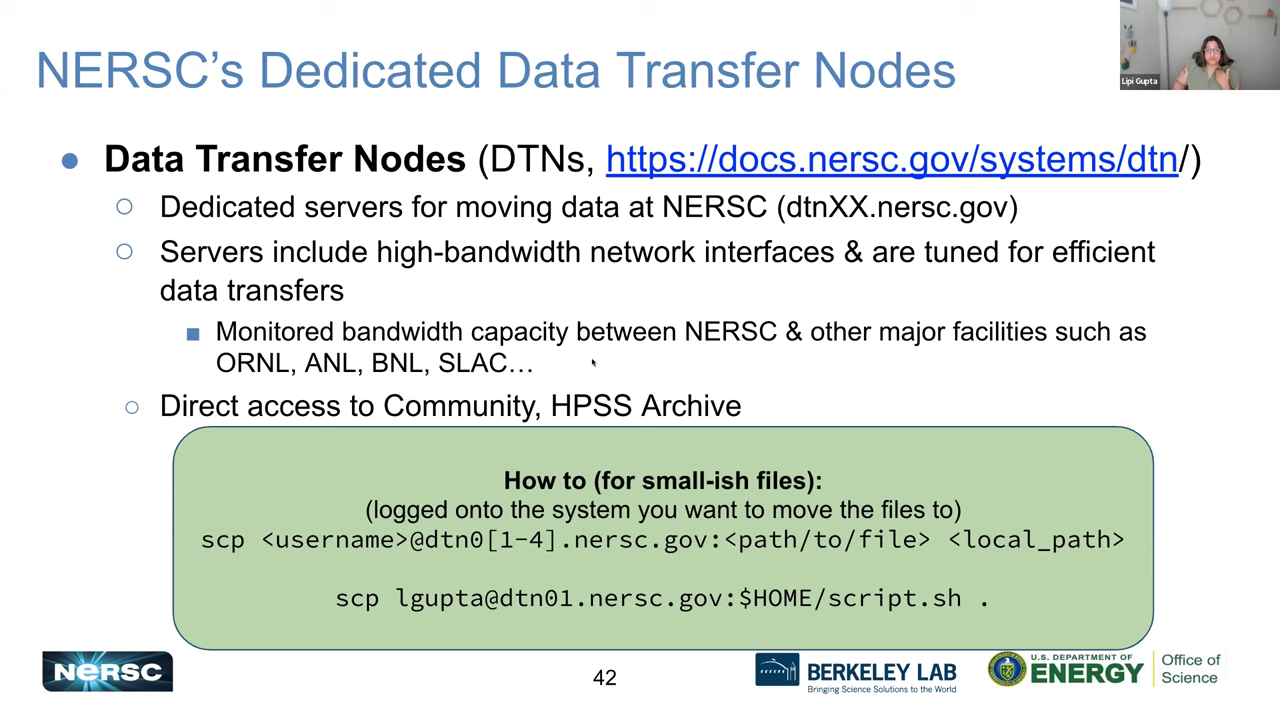 NERSC's Dedicated Data Transfer Nodes
Lipi Gupta
● Data Transfer Nodes (DTNs, https://docs.nersc.gov/systems/dtn/)
○ Dedicated servers for moving data at NERSC (dtnXX.nersc.gov)
○ Servers include high-bandwidth network interfaces & are tuned for efficient
data transfers
■ Monitored bandwidth capacity between NERSC & other major facilities such as
ORNL, ANL, BNL, SLAC…
○ Direct access to Community, HPSS Archive
How to (for small-ish files):
(logged onto the system you want to move the files to)
scp <username>@dtn0[1-4].nersc.gov:<path/to/file> <local_path>
scp lgupta@dtn01.nersc.gov:$HOME/script.sh .
NERSC
42
BERKELEY LAB
Bringing Science Solutions to the World
U.S. DEPARTMENT OF
ENERGY
Office of
Science